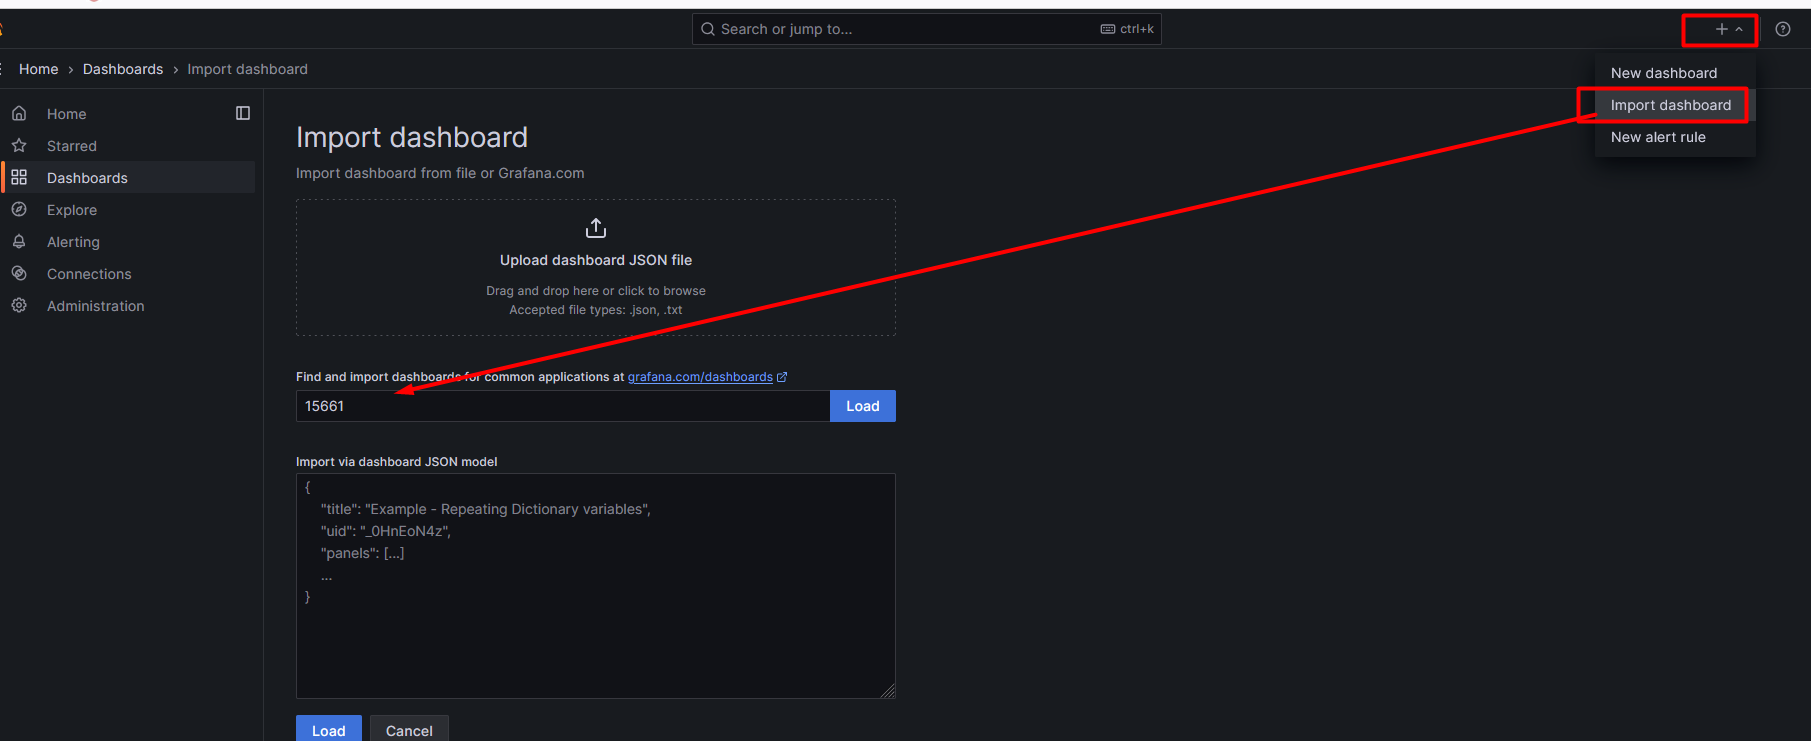 Search or jump to...
ctrl+k
Home › Dashboards › Import dashboard
New dashboard
Import dashboard
New alert rule
Home
Starred
Dashboards
Explore
Alerting
Connections
Administration
Import dashboard
Import dashboard from file or Grafana.com
Upload dashboard JSON file
Drag and drop here or click to browse
Accepted file types: .json, .txt
Find and import dashboards for common applications at grafana.com/dashboards
15661
Load
Import via dashboard JSON model
{
"title": "Example - Repeating Dictionary variables",
"uid": "_0HnEoN4z",
"panels": [...]
...
}
Load
Cancel